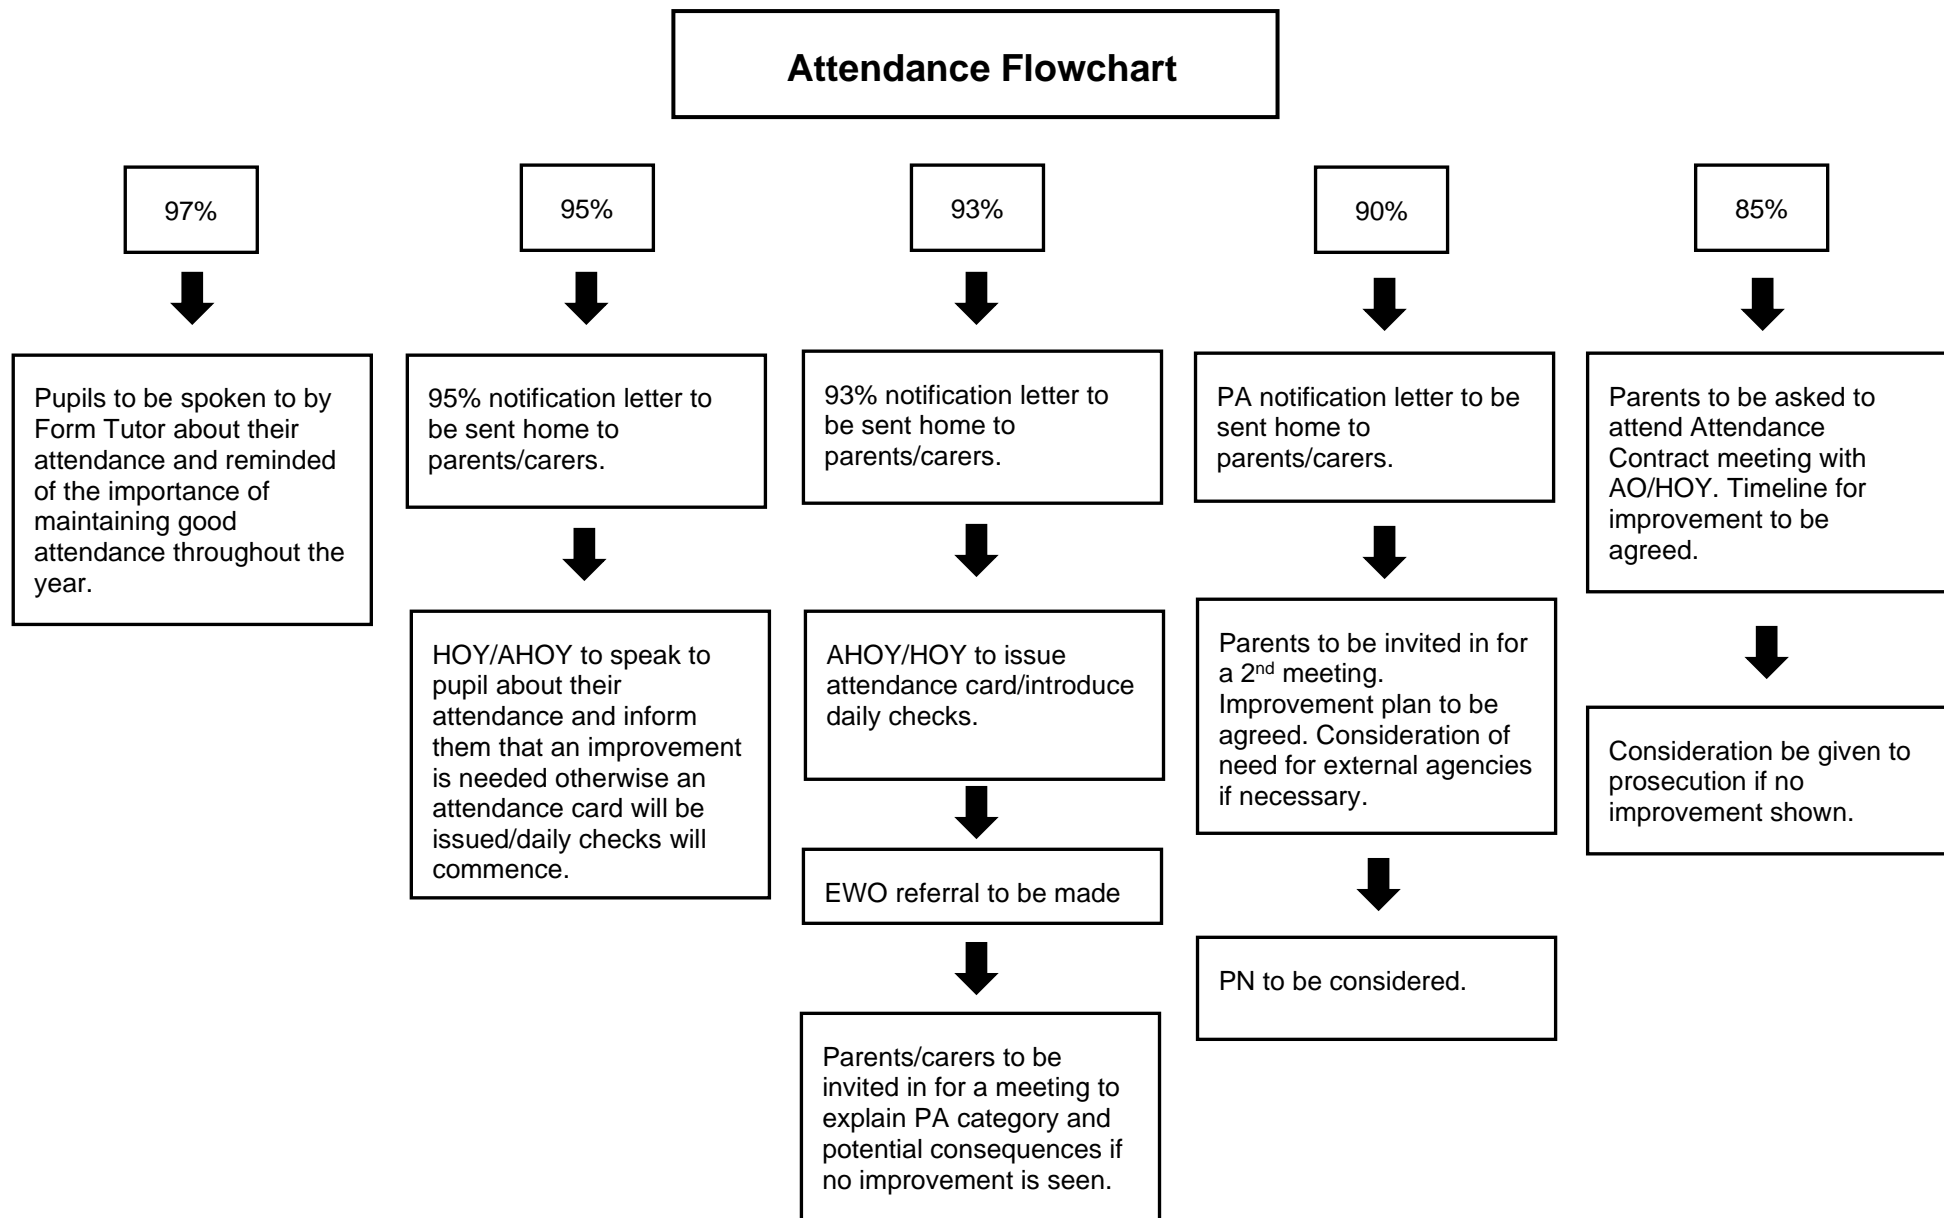 Attendance Flowchart
97%
95%
93%
90%
85%
Pupils to be spoken to by
Form Tutor about their
attendance and reminded
of the importance of
maintaining good
attendance throughout the
year.
95% notification letter to
be sent home to
parents/carers.
HOY/AHOY to speak to
pupil about their
attendance and inform
them that an improvement
is needed otherwise an
attendance card will be
issued/daily checks will
commence.
93% notification letter to
be sent home to
parents/carers.
AHOY/HOY to issue
attendance card/introduce
daily checks.
EWO referral to be made
Parents/carers to be
invited in for a meeting to
explain PA category and
potential consequences if
no improvement is seen.
PA notification letter to be
sent home to
parents/carers.
Parents to be invited in for
a 2nd meeting.
Improvement plan to be
agreed. Consideration of
need for external agencies
if necessary.
PN to be considered.
Parents to be asked to
attend Attendance
Contract meeting with
AO/HOY. Timeline for
improvement to be
agreed.
Consideration be given to
prosecution if no
improvement shown.